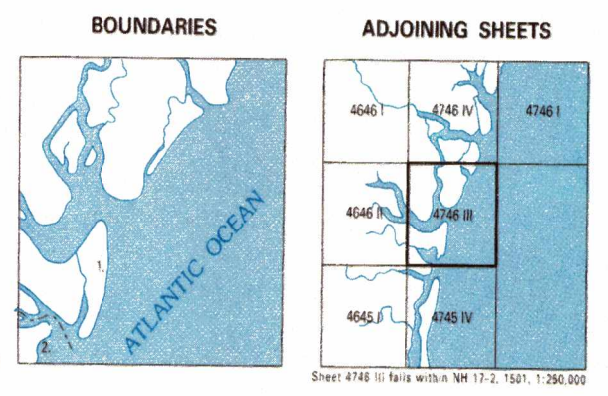 BOUNDARIES
ADJOINING SHEETS
4646 I
4746 IV
4746 I
4646 II
4746 III
ATLANTIC OCEAN
1.
2.
4645 I
4745 IV
Sheet 4746 III falls within NH 17-2, 1501, 1:250,000